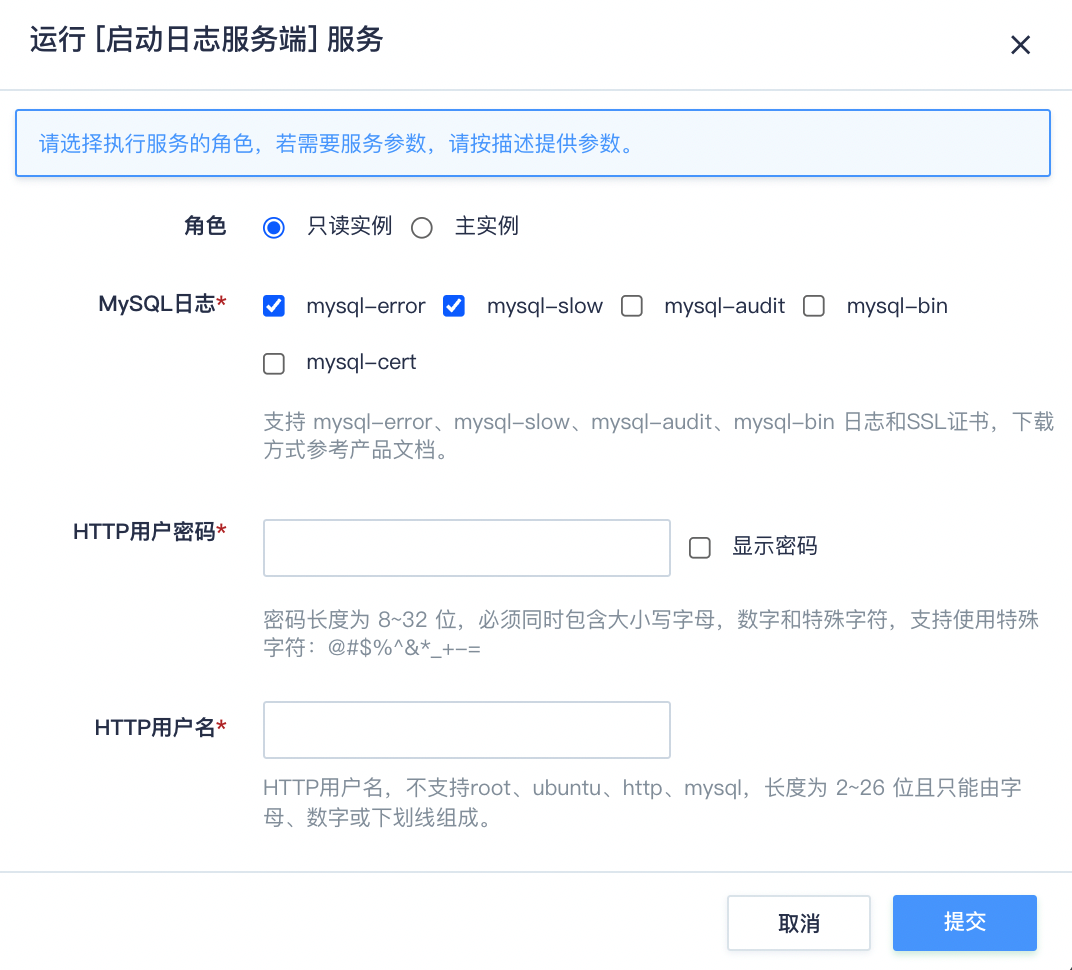 运行 [启动日志服务端] 服务
请选择执行服务的角色，若需要服务参数，请按描述提供参数。
角色 只读实例 主实例
MySQL日志* mysql-error mysql-slow mysql-audit mysql-bin
mysql-cert
支持 mysql-error、mysql-slow、mysql-audit、mysql-bin 日志和SSL证书，下载
方式参考产品文档。
HTTP用户密码* 显示密码
密码长度为 8~32 位，必须同时包含大小写字母，数字和特殊字符，支持使用特殊
字符：@#$%^&*_+-=
HTTP用户名*
HTTP用户名，不支持root、ubuntu、http、mysql，长度为 2~26 位且只能由字
母、数字或下划线组成。
取消 提交